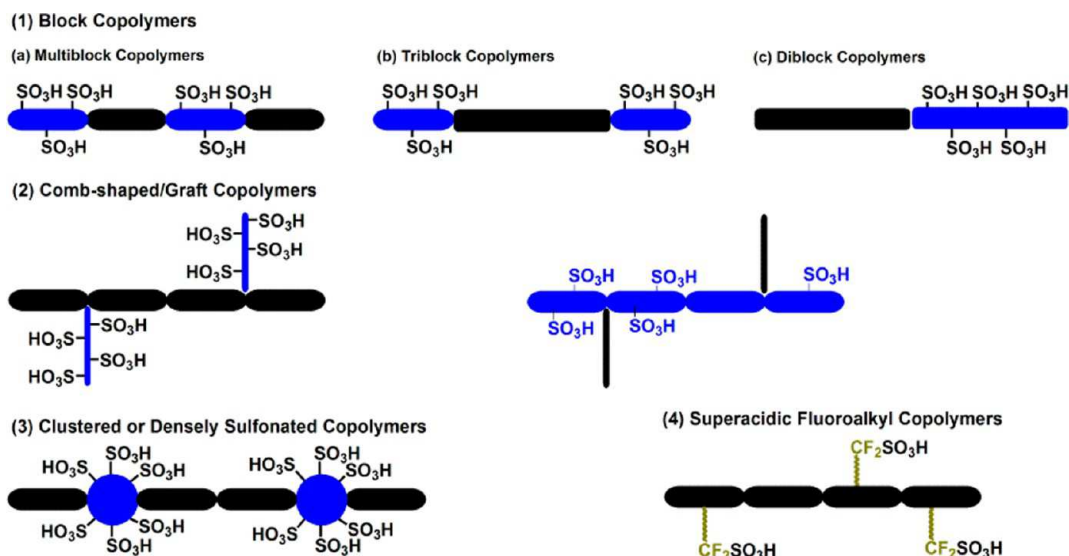 (1) Block Copolymers
(a) Multiblock Copolymers
(b) Triblock Copolymers
(c) Diblock Copolymers
SO3H SO3H SO3H SO3H
SO3H SO3H
SO3H SO3H SO3H SO3H
SO3H SO3H
SO3H SO3H SO3H
SO3H SO3H
(2) Comb-shaped/Graft Copolymers
SO3H
HO3S
SO3H
HO3S
SO3H
HO3S
SO3H
HO3S
SO3H SO3H SO3H
SO3H SO3H
(3) Clustered or Densely Sulfonated Copolymers
SO3H SO3H
HO3S SO3H HO3S SO3H
HO3S SO3H HO3S SO3H
SO3H SO3H
(4) Superacidic Fluoroalkyl Copolymers
CF2SO3H
CF2SO3H CF2SO3H